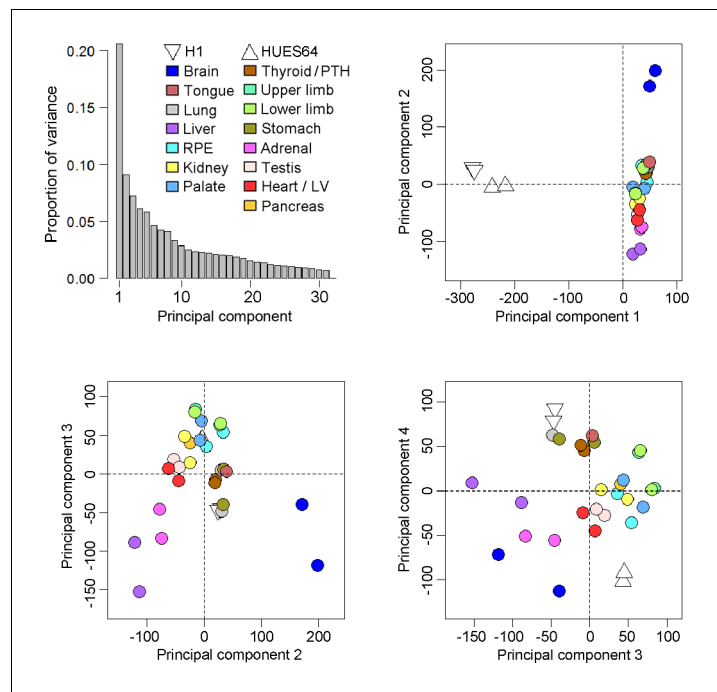 0.20
0.15
0.10
0.05
0.00
Proportion of variance
1 10 20 30
Principal component
H1 HUES64
Brain Thyroid / PTH
Tongue Upper limb
Lung Lower limb
Liver Stomach
RPE Adrenal
Kidney Testis
Palate Heart / LV
Pancreas
200
100
0
-100
Principal component 2
-300 -200 -100 0 100
Principal component 1
100
50
0
-50
-100
-150
Principal component 3
-100 0 100 200
Principal component 2
100
50
0
-50
-100
Principal component 4
-150 -100 -50 0 50 100
Principal component 3